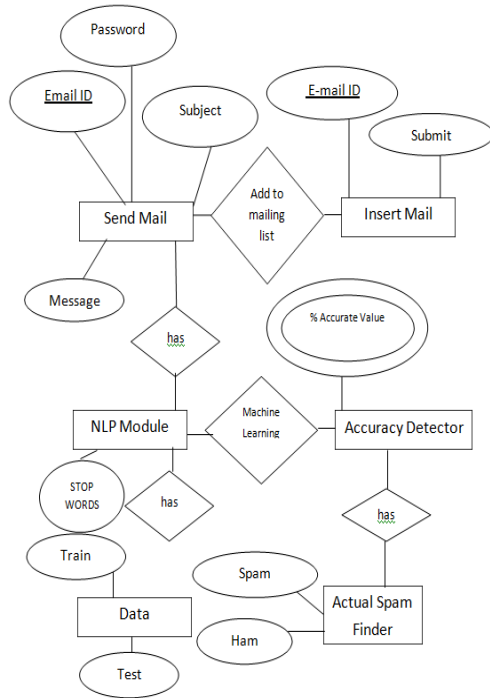 Password
Email ID
Subject
E-mail ID
Submit
Send Mail
Add to
mailing
list
Insert Mail
Message
has
% Accurate Value
NLP Module
Machine
Learning
Accuracy Detector
STOP
WORDS
has
has
Train
Spam
Data
Actual Spam
Finder
Ham
Test